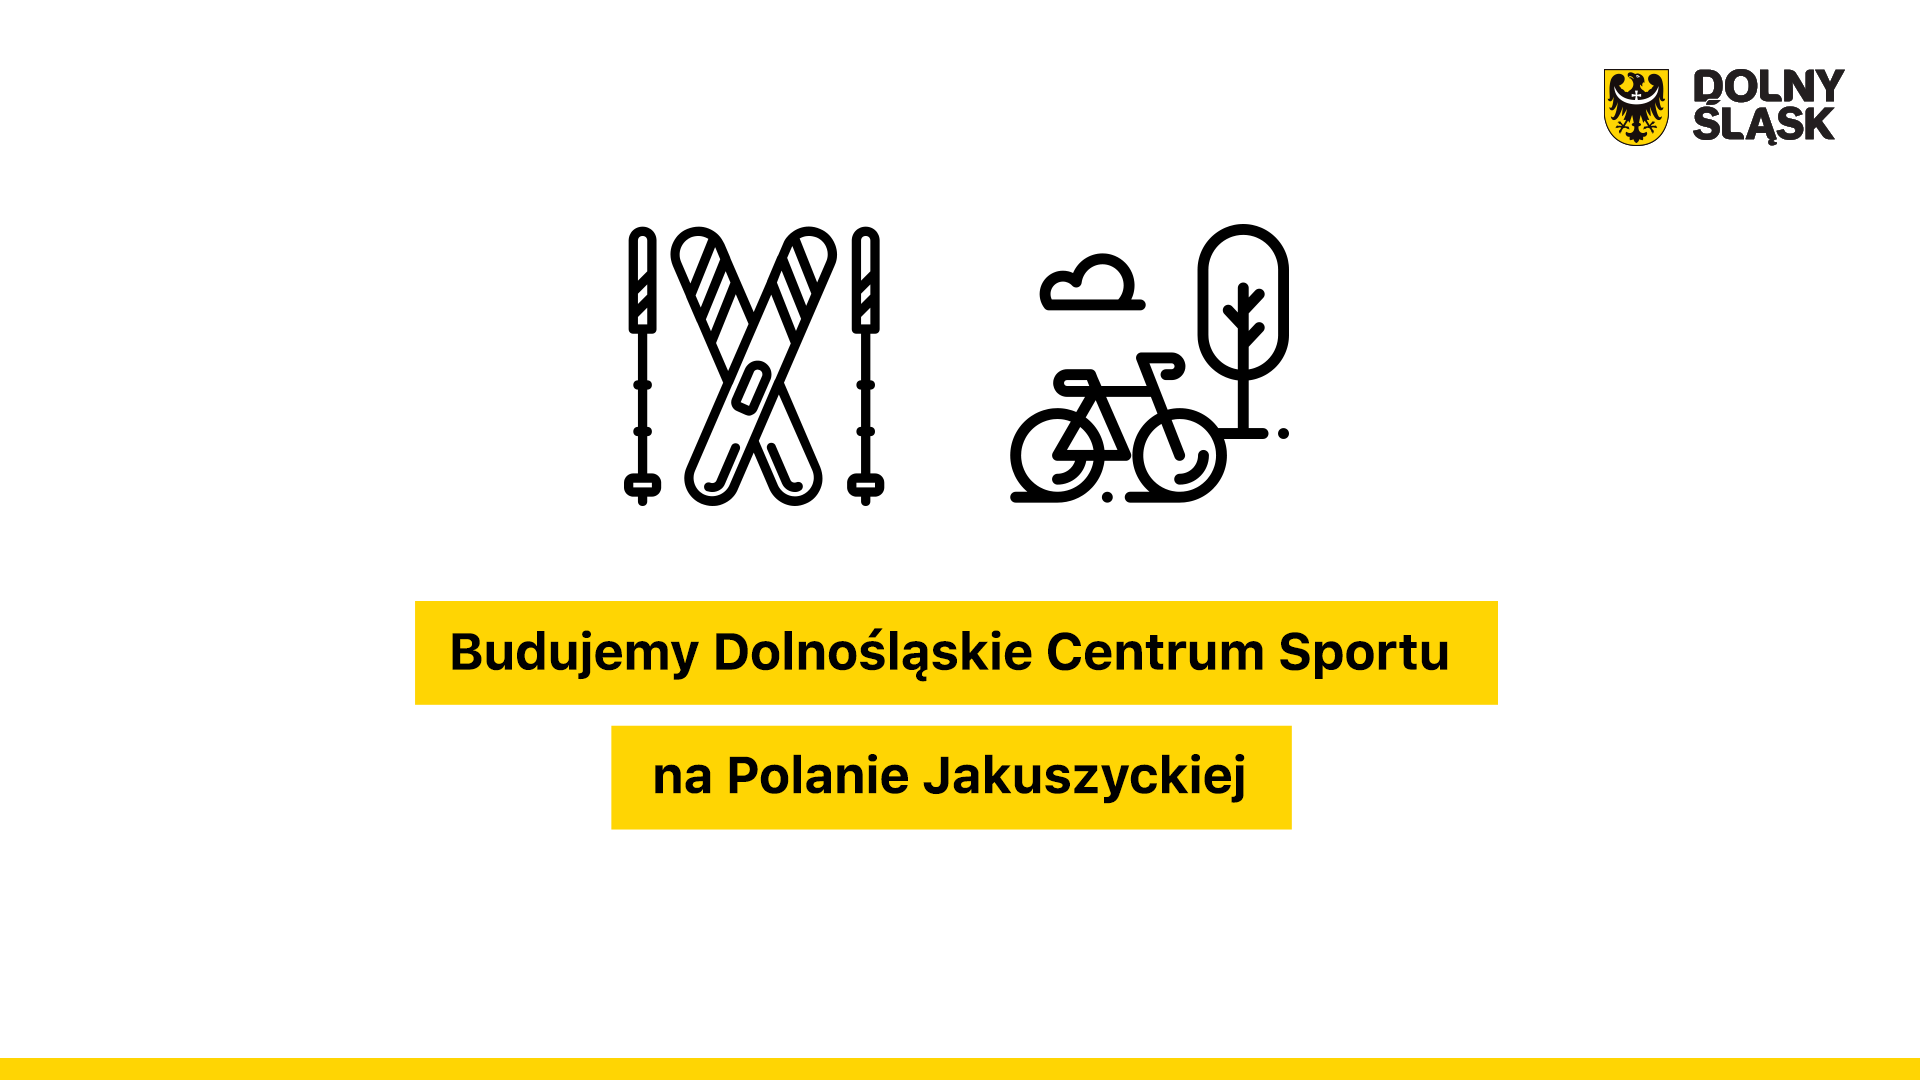 DOLNY
ŚLĄSK
Budujemy Dolnośląskie Centrum Sportu
na Polanie Jakuszyckiej